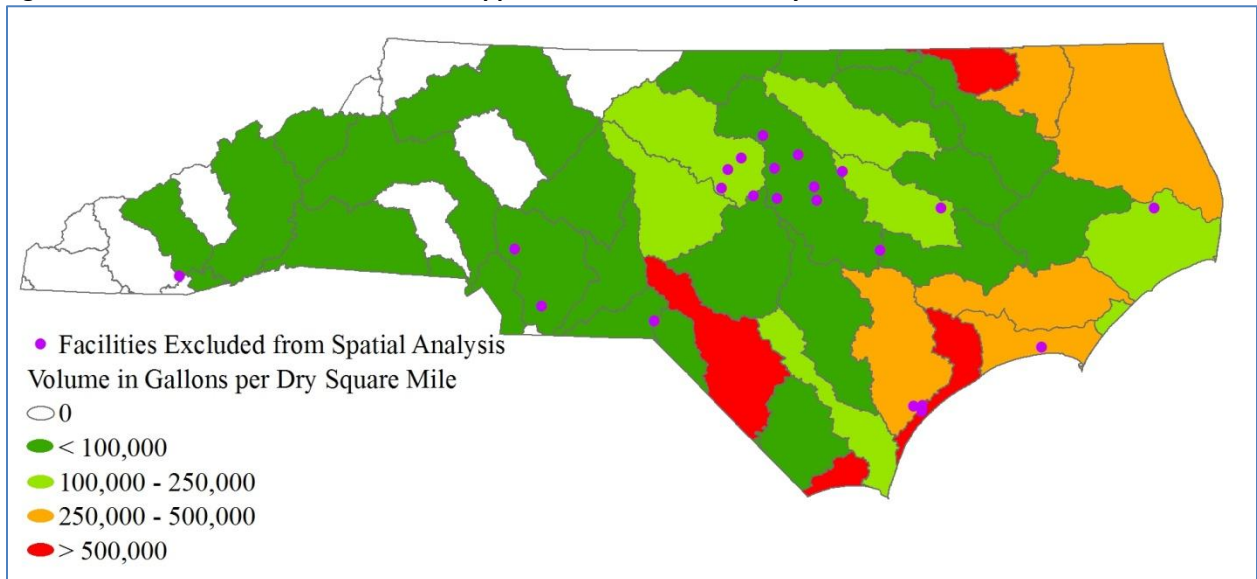 Facilities Excluded from Spatial Analysis
Volume in Gallons per Dry Square Mile
0
< 100,000
100,000 - 250,000
250,000 - 500,000
> 500,000